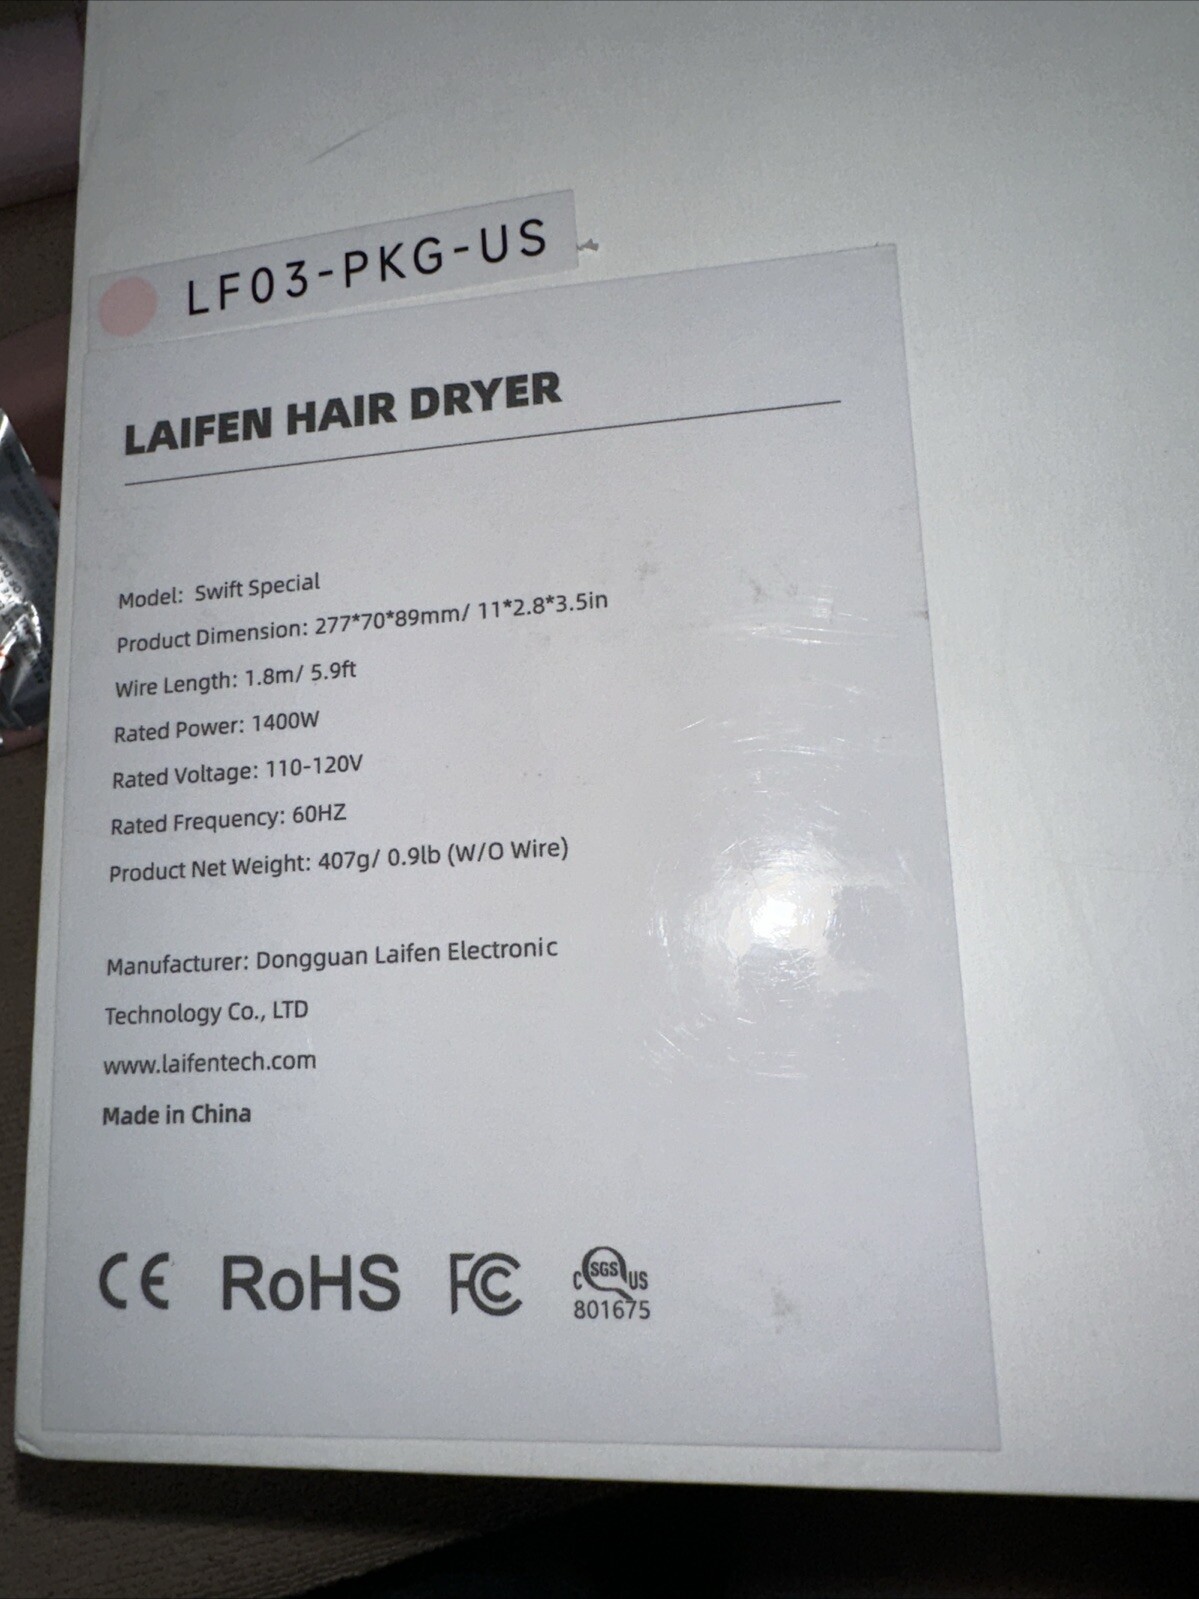 LF03-PKG-US
LAIFEN HAIR DRYER
Model: Swift Special
Product Dimension: 277*70*89mm/ 11*2.8*3.5in
Wire Length: 1.8m/ 5.9ft
Rated Power: 1400W
Rated Voltage: 110-120V
Rated Frequency: 60HZ
Product Net Weight: 407g/ 0.9lb (W/O Wire)
Manufacturer: Dongguan Laifen Electronic
Technology Co., LTD
www.laifentech.com
Made in China
CE RoHS FC C SGS US
801675